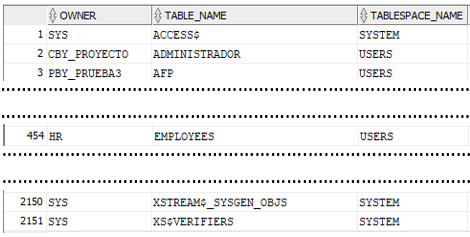 OWNER TABLE_NAME TABLESPACE_NAME
1 SYS ACCESS$ SYSTEM
2 CBY_PROYECTO ADMINISTRADOR USERS
3 PBY_PRUEBA3 AFP USERS
454 HR EMPLOYEES USERS
2150 SYS XSTREAM$_SYSGEN_OBJS SYSTEM
2151 SYS XS$VERIFIERS SYSTEM